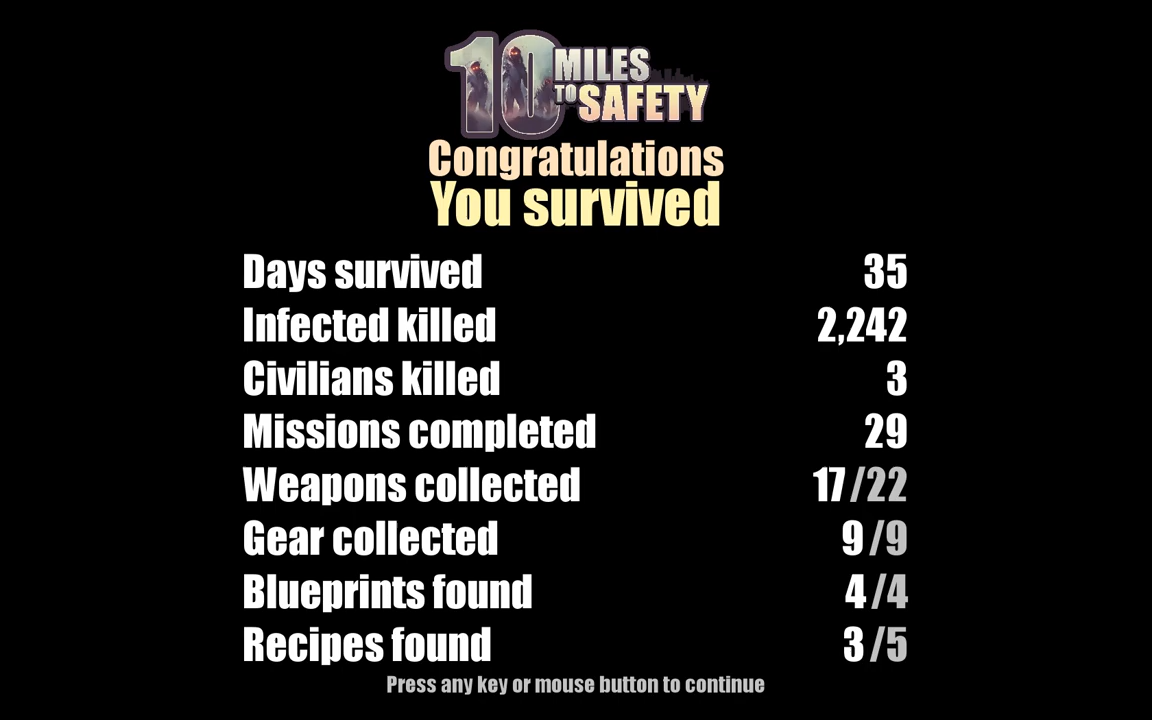 10 MILES
TO SAFETY
Congratulations
You survived
Days survived 35
Infected killed 2,242
Civilians killed 3
Missions completed 29
Weapons collected 17/22
Gear collected 9/9
Blueprints found 4/4
Recipes found 3/5
Press any key or mouse button to continue